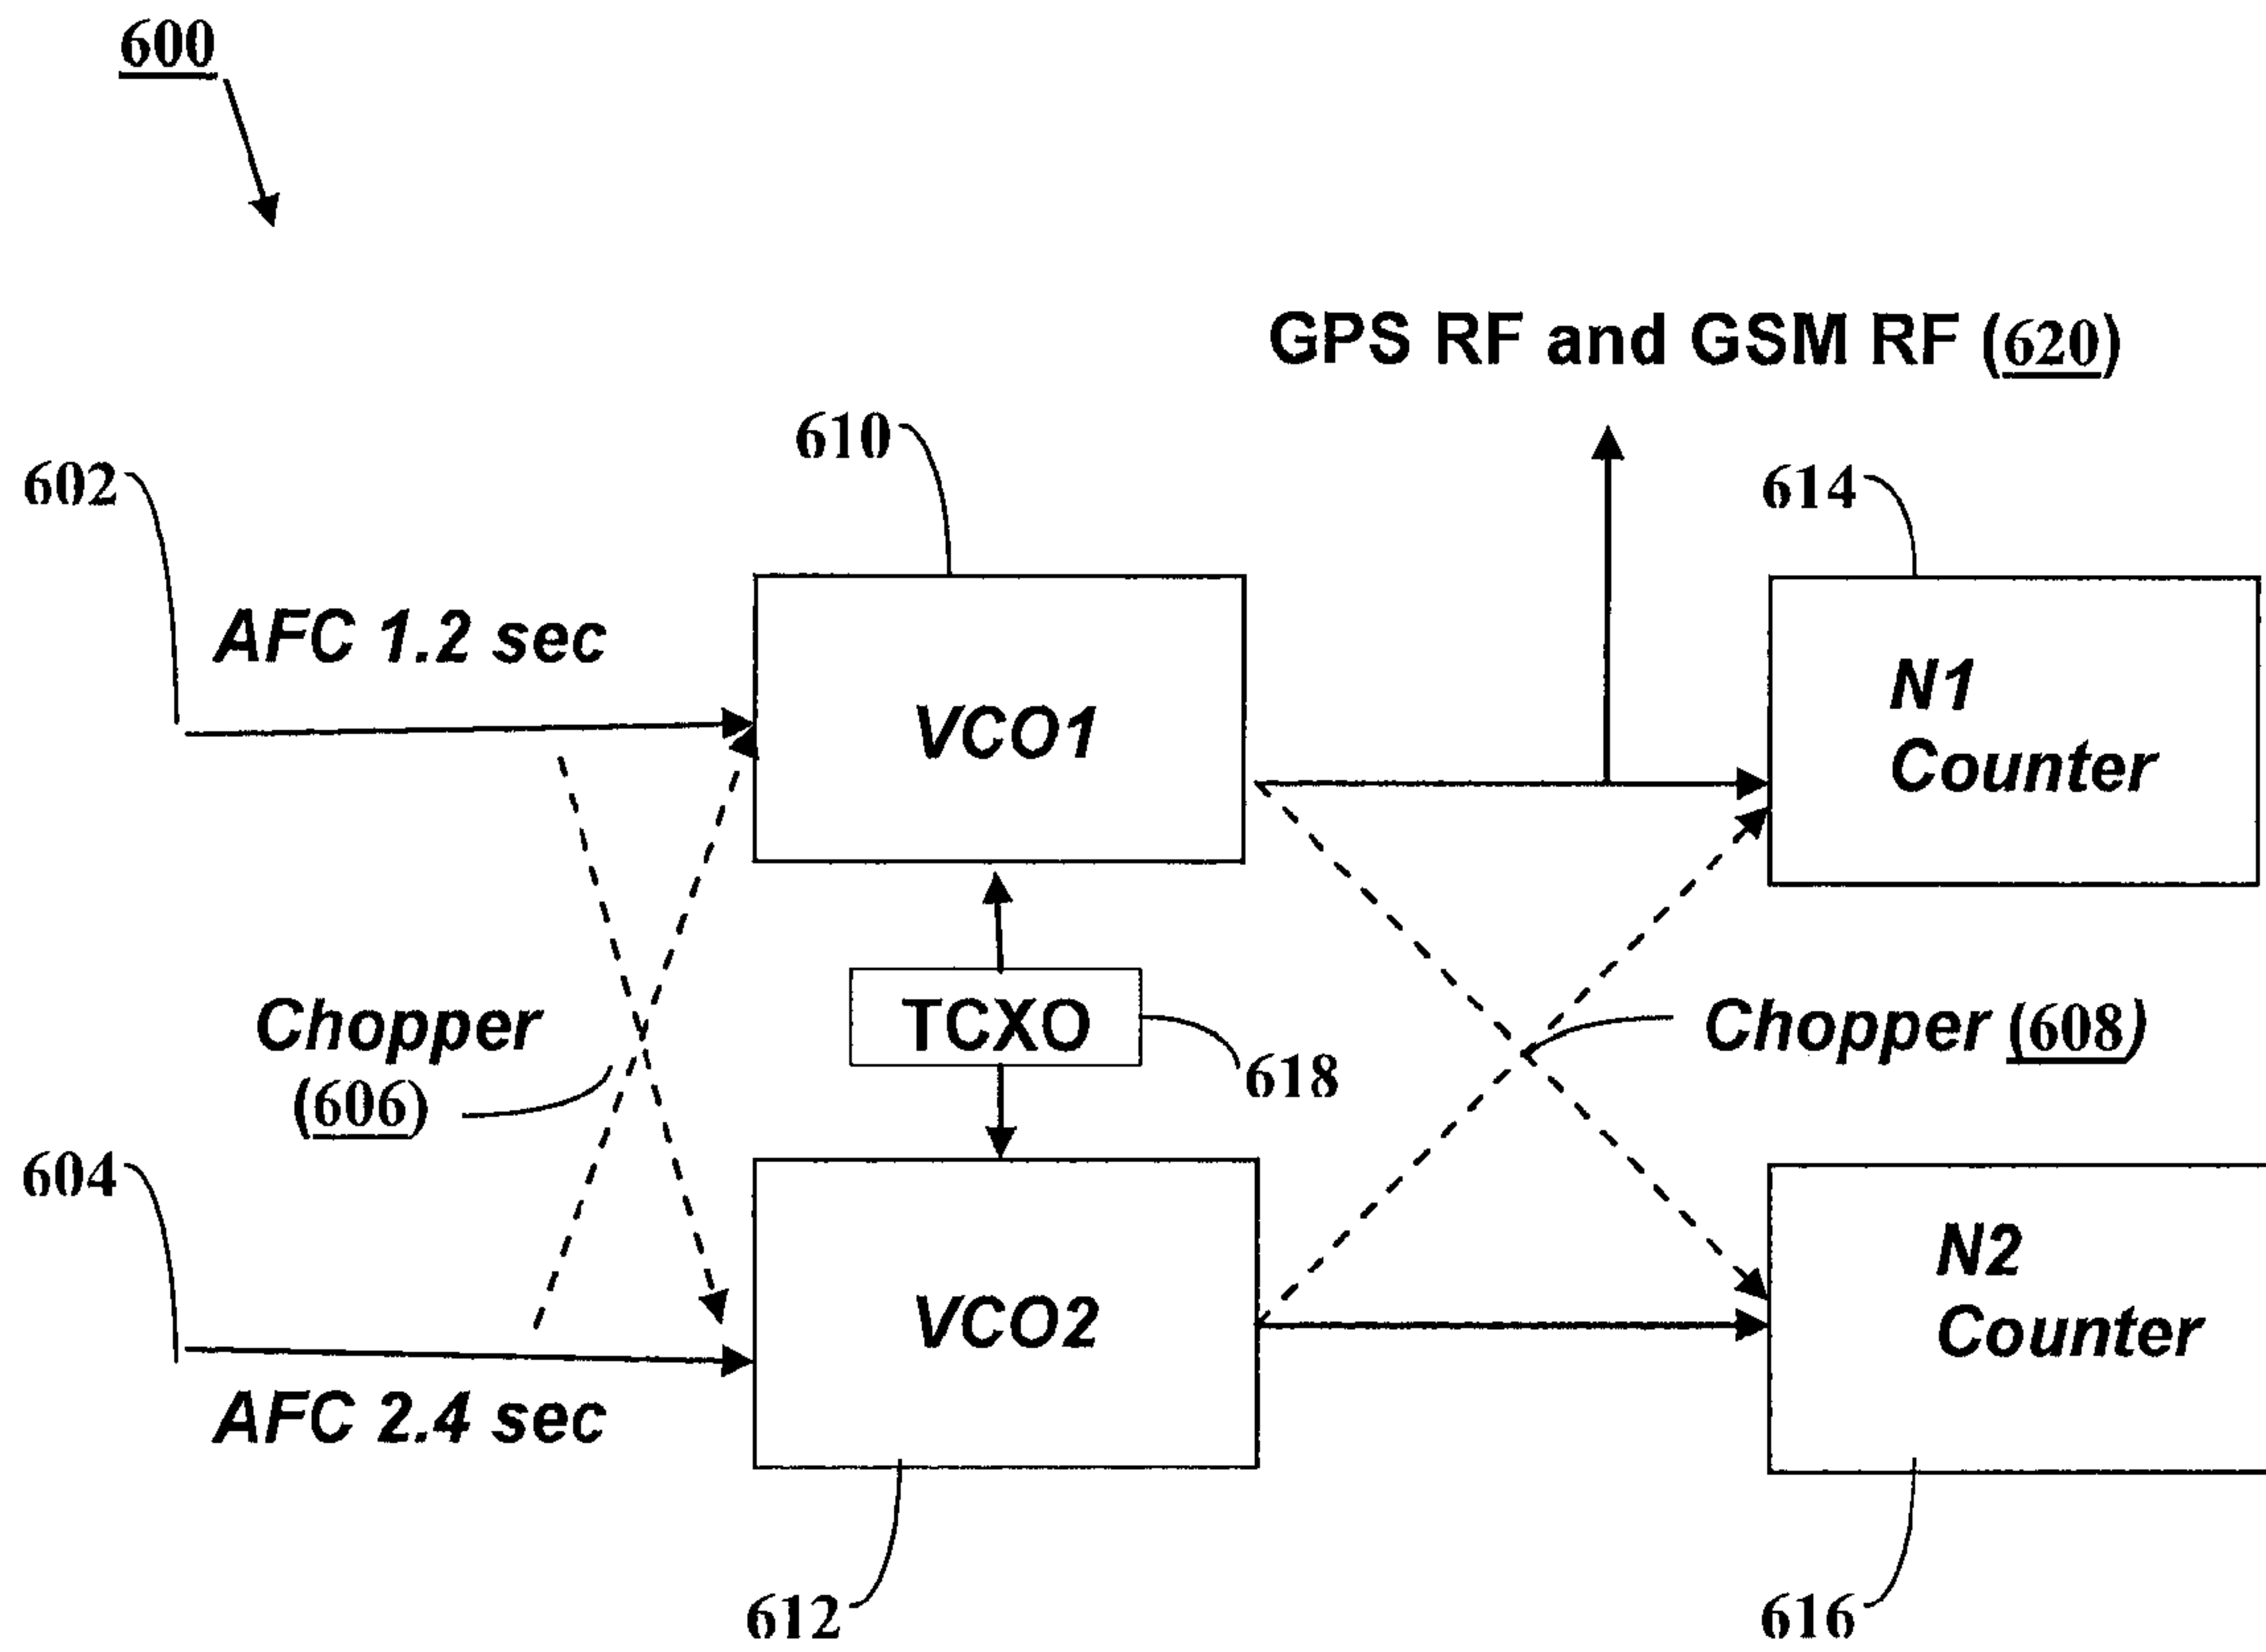 600
GPS RF and GSM RF (620)
610
602
614
AFC 1.2 sec
VCO1
N1
Counter
Chopper
(606)
TCXO
618
Chopper (608)
604
AFC 2.4 sec
VCO2
N2
Counter
612
616